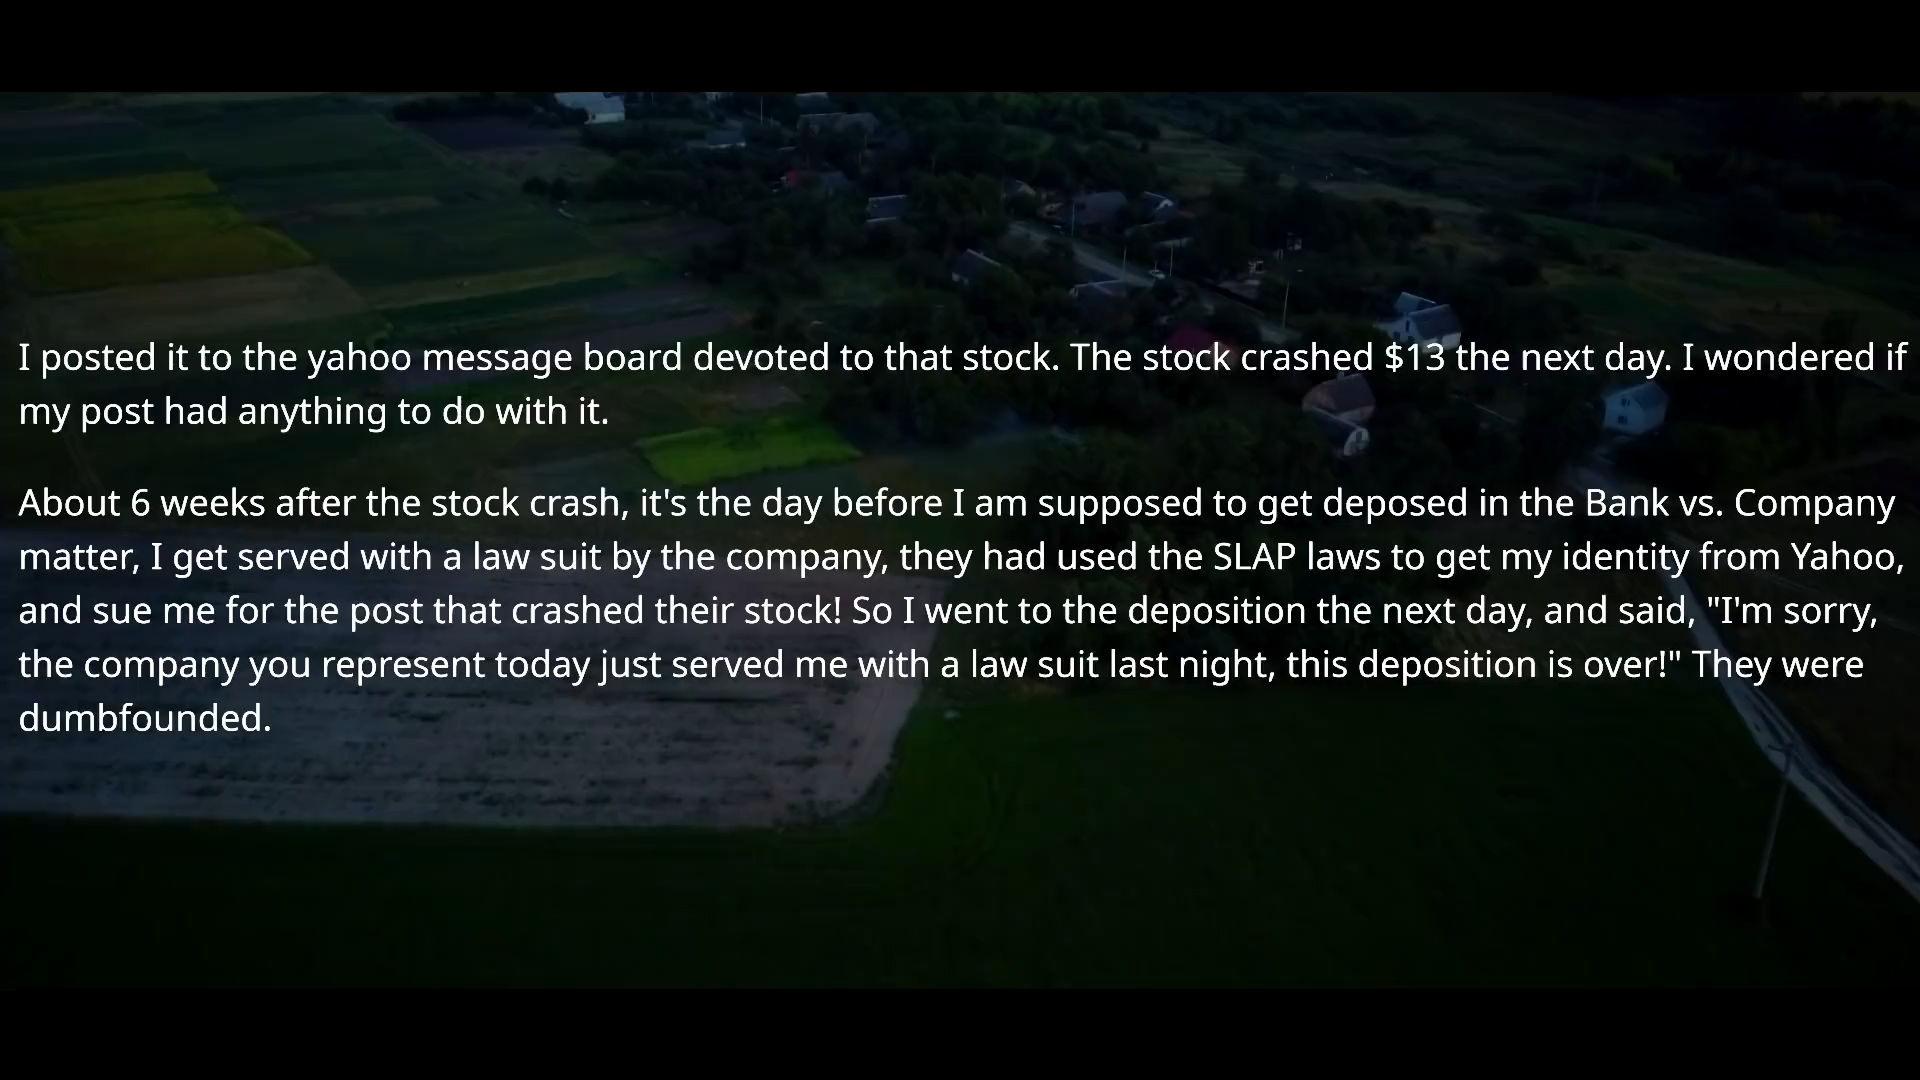 I posted it to the yahoo message board devoted to that stock. The stock crashed $13 the next day. I wondered if
my post had anything to do with it.
About 6 weeks after the stock crash, it's the day before I am supposed to get deposed in the Bank vs. Company
matter, I get served with a law suit by the company, they had used the SLAP laws to get my identity from Yahoo,
and sue me for the post that crashed their stock! So I went to the deposition the next day, and said, "I'm sorry,
the company you represent today just served me with a law suit last night, this deposition is over!" They were
dumbfounded.